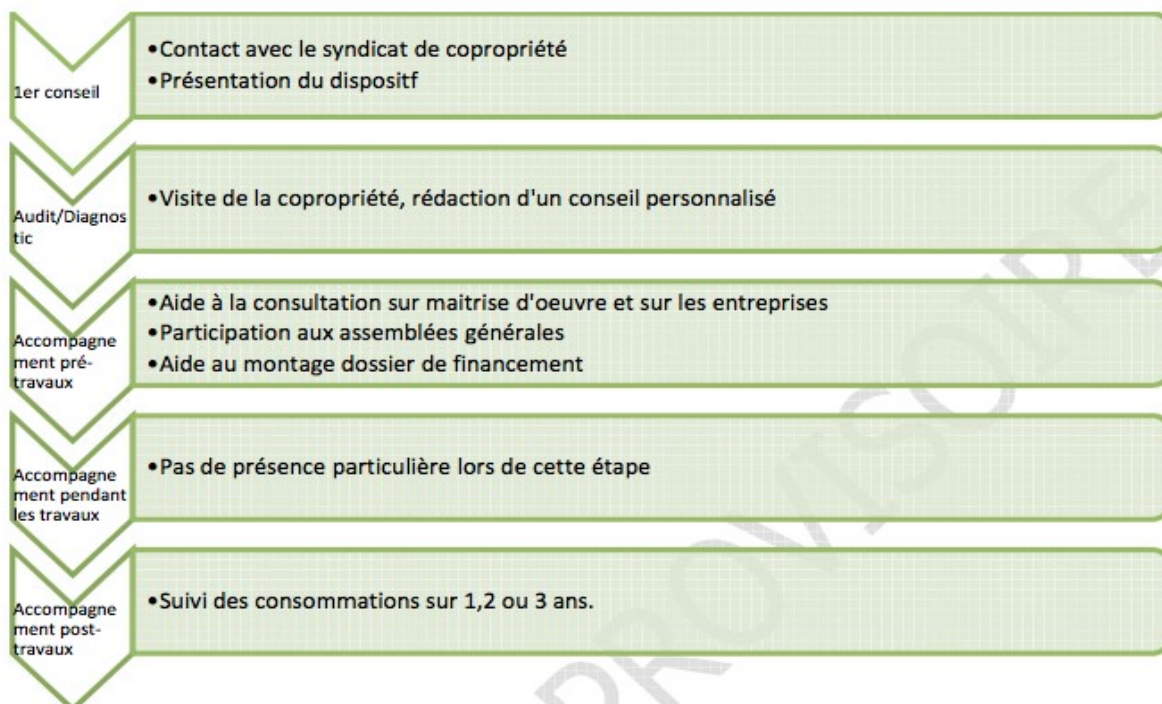 1er conseil
•Contact avec le syndicat de copropriété
•Présentation du dispositf
Audit/Diagnos
tic
•Visite de la copropriété, rédaction d'un conseil personnalisé
Accompagne
ment pré-
travaux
•Aide à la consultation sur maitrise d'oeuvre et sur les entreprises
•Participation aux assemblées générales
•Aide au montage dossier de financement
Accompagne
ment pendant
les travaux
•Pas de présence particulière lors de cette étape
Accompagne
ment post-
travaux
•Suivi des consommations sur 1,2 ou 3 ans.
PROVISOIRE